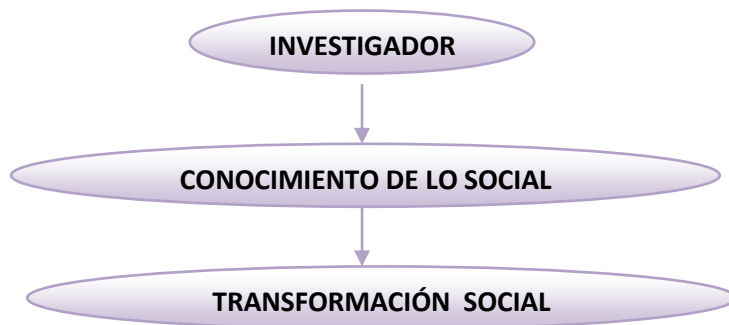 INVESTIGADOR
CONOCIMIENTO DE LO SOCIAL
TRANSFORMACIÓN SOCIAL